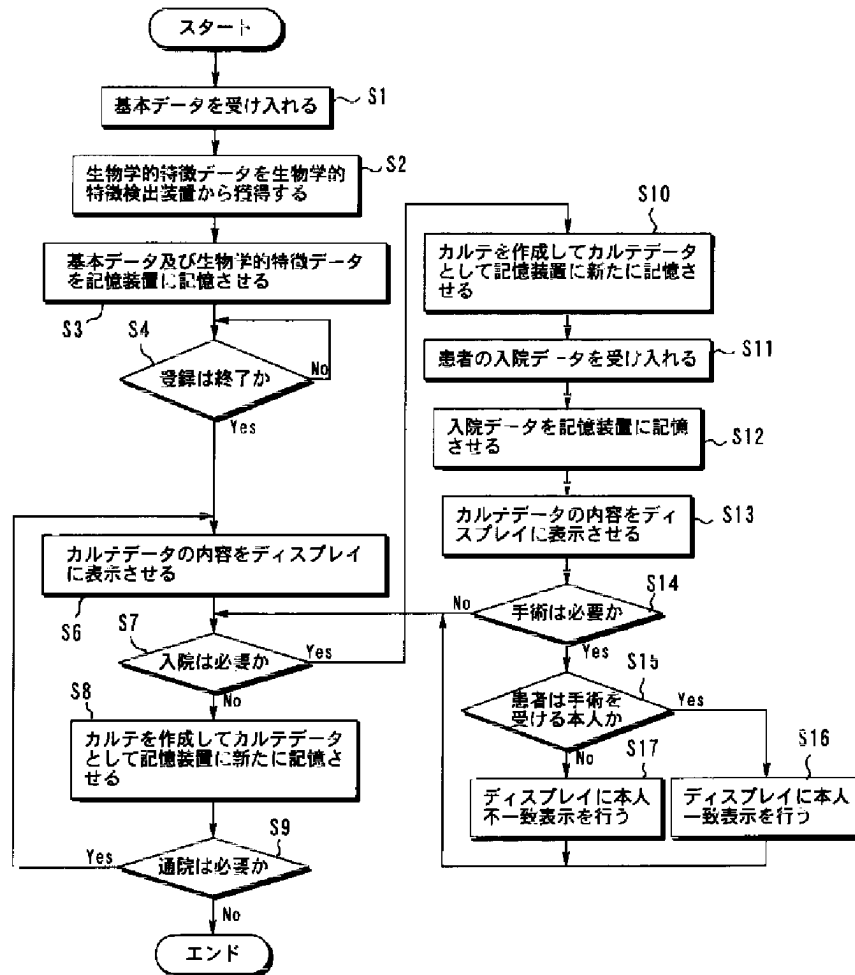 スタート
基本データを受け入れる
S1
生物学的特徴データを生物学的
特徴検出装置から獲得する
S2
基本データ及び生物学的特徴データ
を記憶装置に記憶させる
S3
S4
登録は終了か
No
Yes
カルテデータの内容をディスプレイ
に表示させる
S6
S7
入院は必要か
Yes
No
S8
カルテを作成してカルテデータ
として記憶装置に新たに記憶さ
せる
S9
通院は必要か
Yes
No
エンド
S10
カルテを作成してカルテデータ
として記憶装置に新たに記憶さ
せる
患者の入院データを受け入れる
S11
入院データを記憶装置に記憶
させる
S12
カルテデータの内容をディ
スプレイに表示させる
S13
S14
手術は必要か
No
Yes
S15
患者は手術を
受ける本人か
Yes
No
S17
ディスプレイに本人
不一致表示を行う
S16
ディスプレイに本人
一致表示を行う